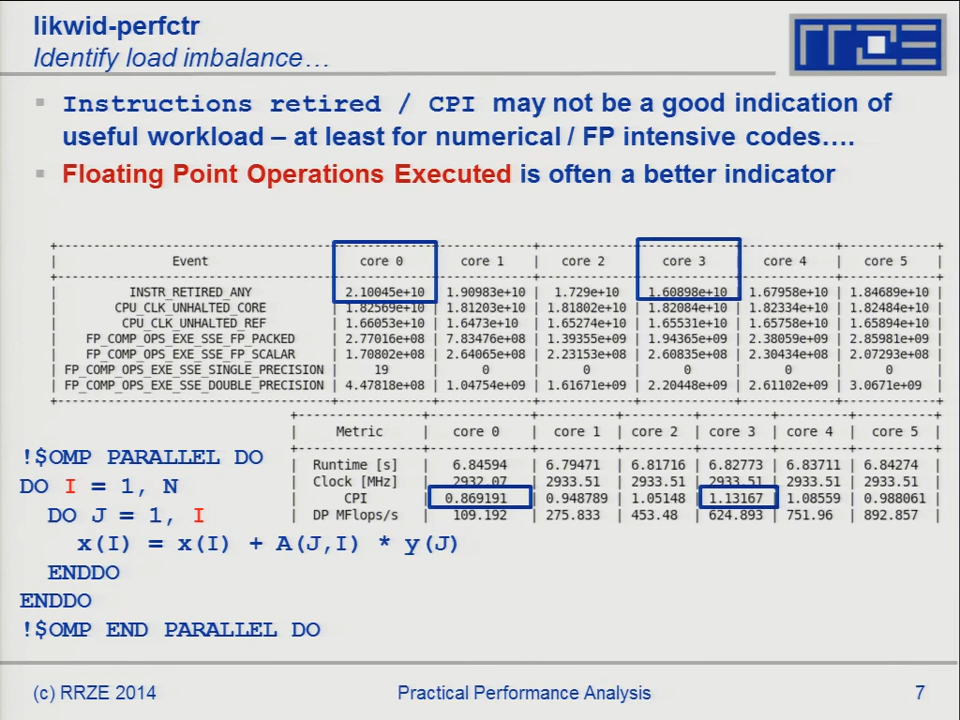 likwid-perfctr
Identify load imbalance…
RRZE
Instructions retired / CPI may not be a good indication of
useful workload – at least for numerical / FP intensive codes….
Floating Point Operations Executed is often a better indicator
Event | core 0 | core 1 | core 2 | core 3 | core 4 | core 5
INSTR_RETIRED_ANY | 2.10045e+10 | 1.90983e+10 | 1.729e+10 | 1.60898e+10 | 1.67958e+10 | 1.84689e+10
CPU_CLK_UNHALTED_CORE | 1.82569e+10 | 1.81203e+10 | 1.81802e+10 | 1.82084e+10 | 1.82334e+10 | 1.82484e+10
CPU_CLK_UNHALTED_REF | 1.66053e+10 | 1.6473e+10 | 1.65274e+10 | 1.65531e+10 | 1.65758e+10 | 1.65894e+10
FP_COMP_OPS_EXE_SSE_FP_PACKED | 2.77016e+08 | 7.83476e+08 | 1.39355e+09 | 1.94365e+09 | 2.38059e+09 | 2.85981e+09
FP_COMP_OPS_EXE_SSE_FP_SCALAR | 1.70802e+08 | 2.64065e+08 | 2.23153e+08 | 2.60835e+08 | 2.30434e+08 | 2.07293e+08
FP_COMP_OPS_EXE_SSE_SINGLE_PRECISION | 19 | 0 | 0 | 0 | 0 | 0
FP_COMP_OPS_EXE_SSE_DOUBLE_PRECISION | 4.47818e+08 | 1.04754e+09 | 1.61671e+09 | 2.20448e+09 | 2.61102e+09 | 3.0671e+09
Metric | core 0 | core 1 | core 2 | core 3 | core 4 | core 5
Runtime [s] | 6.84594 | 6.79471 | 6.81716 | 6.82773 | 6.83711 | 6.84274
Clock [MHz] | 2932.07 | 2933.51 | 2933.51 | 2933.51 | 2933.51 | 2933.51
CPI | 0.869191 | 0.948789 | 1.05148 | 1.13167 | 1.08559 | 0.988061
DP MFlops/s | 109.192 | 275.833 | 453.48 | 624.893 | 751.96 | 892.857
!$OMP PARALLEL DO
DO I = 1, N
DO J = 1, I
x(I) = x(I) + A(J,I) * y(J)
ENDDO
ENDDO
!$OMP END PARALLEL DO
(c) RRZE 2014
Practical Performance Analysis
7